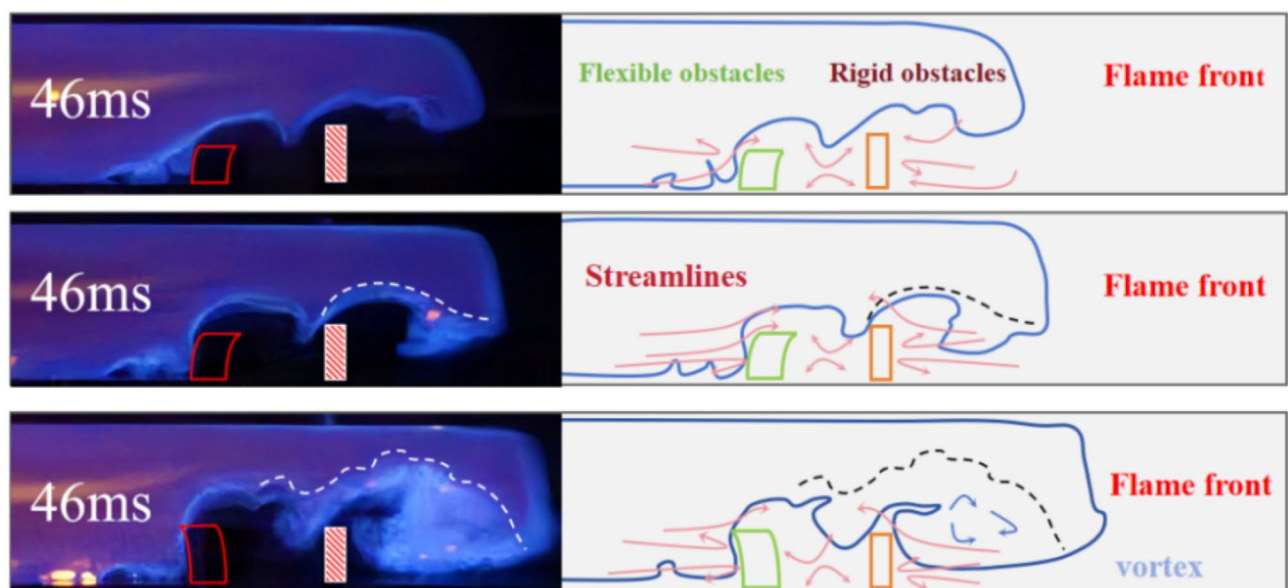 46ms
Flexible obstacles
Rigid obstacles
Flame front
46ms
Streamlines
Flame front
46ms
Flame front
vortex